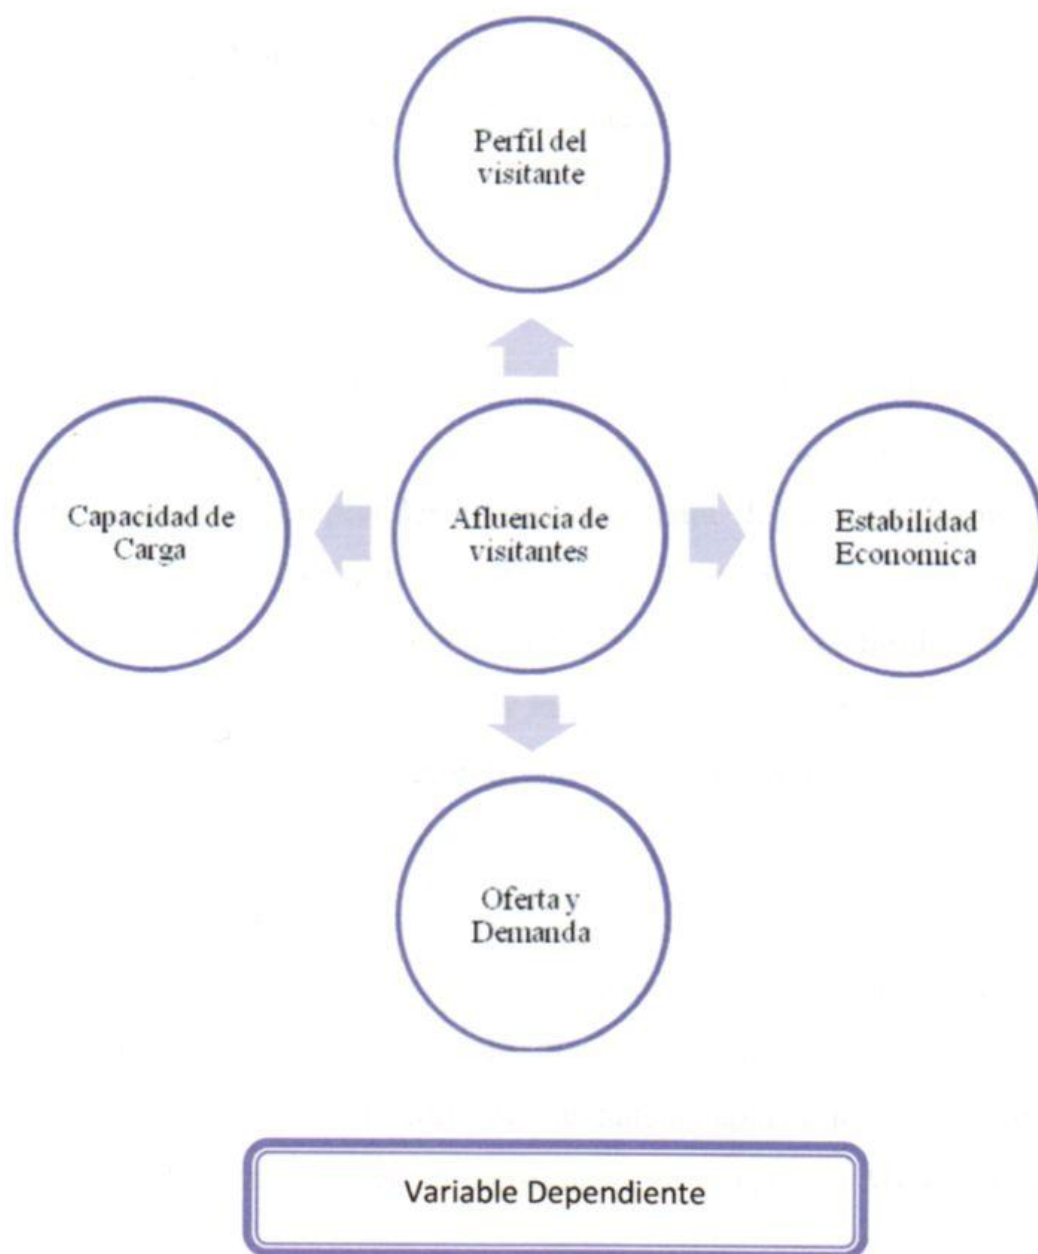 Perfil del
visitante
Capacidad de
Carga
Afluencia de
visitantes
Estabilidad
Economica
Oferta y
Demanda
Variable Dependiente